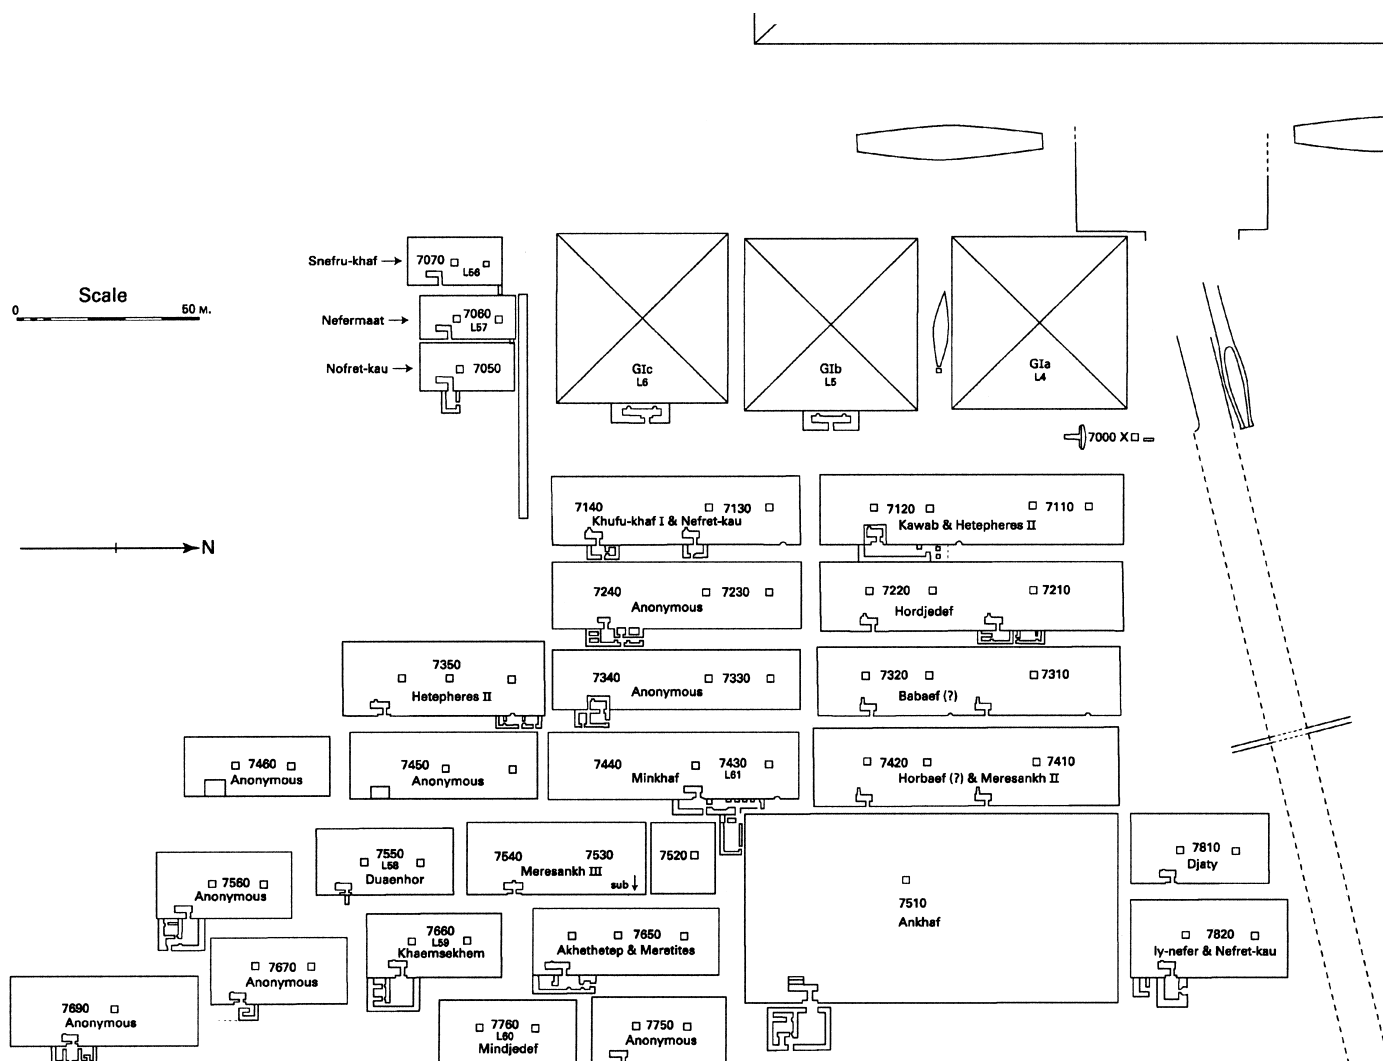 Snefru-khaf
7070
L56
Scale
0
50 M.
Nefermaat
7060
L57
Nofret-kau
7050
GIc
L6
GIb
L5
GIa
L4
7000 X
7140
7130
Khufu-khaf I & Nefret-kau
7120
7110
Kawab & Hetepheres II
N
7240
7230
Anonymous
7220
7210
Hordjedef
7350
Hetepheres II
7340
7330
Anonymous
7320
7310
Babaef (?)
7460
Anonymous
7450
Anonymous
7440
7430
L61
Minkhaf
7420
7410
Horbaef (?) & Meresankh II
7560
Anonymous
7550
L58
Duaenhor
7540
7530
Meresankh III
sub
7520
7510
Ankhaf
7810
Djaty
7670
Anonymous
7660
L59
Khaemsekhem
7650
Akhethetep & Meretites
7820
Iy-nefer & Nefret-kau
7690
Anonymous
7760
L60
Mindjedef
7750
Anonymous